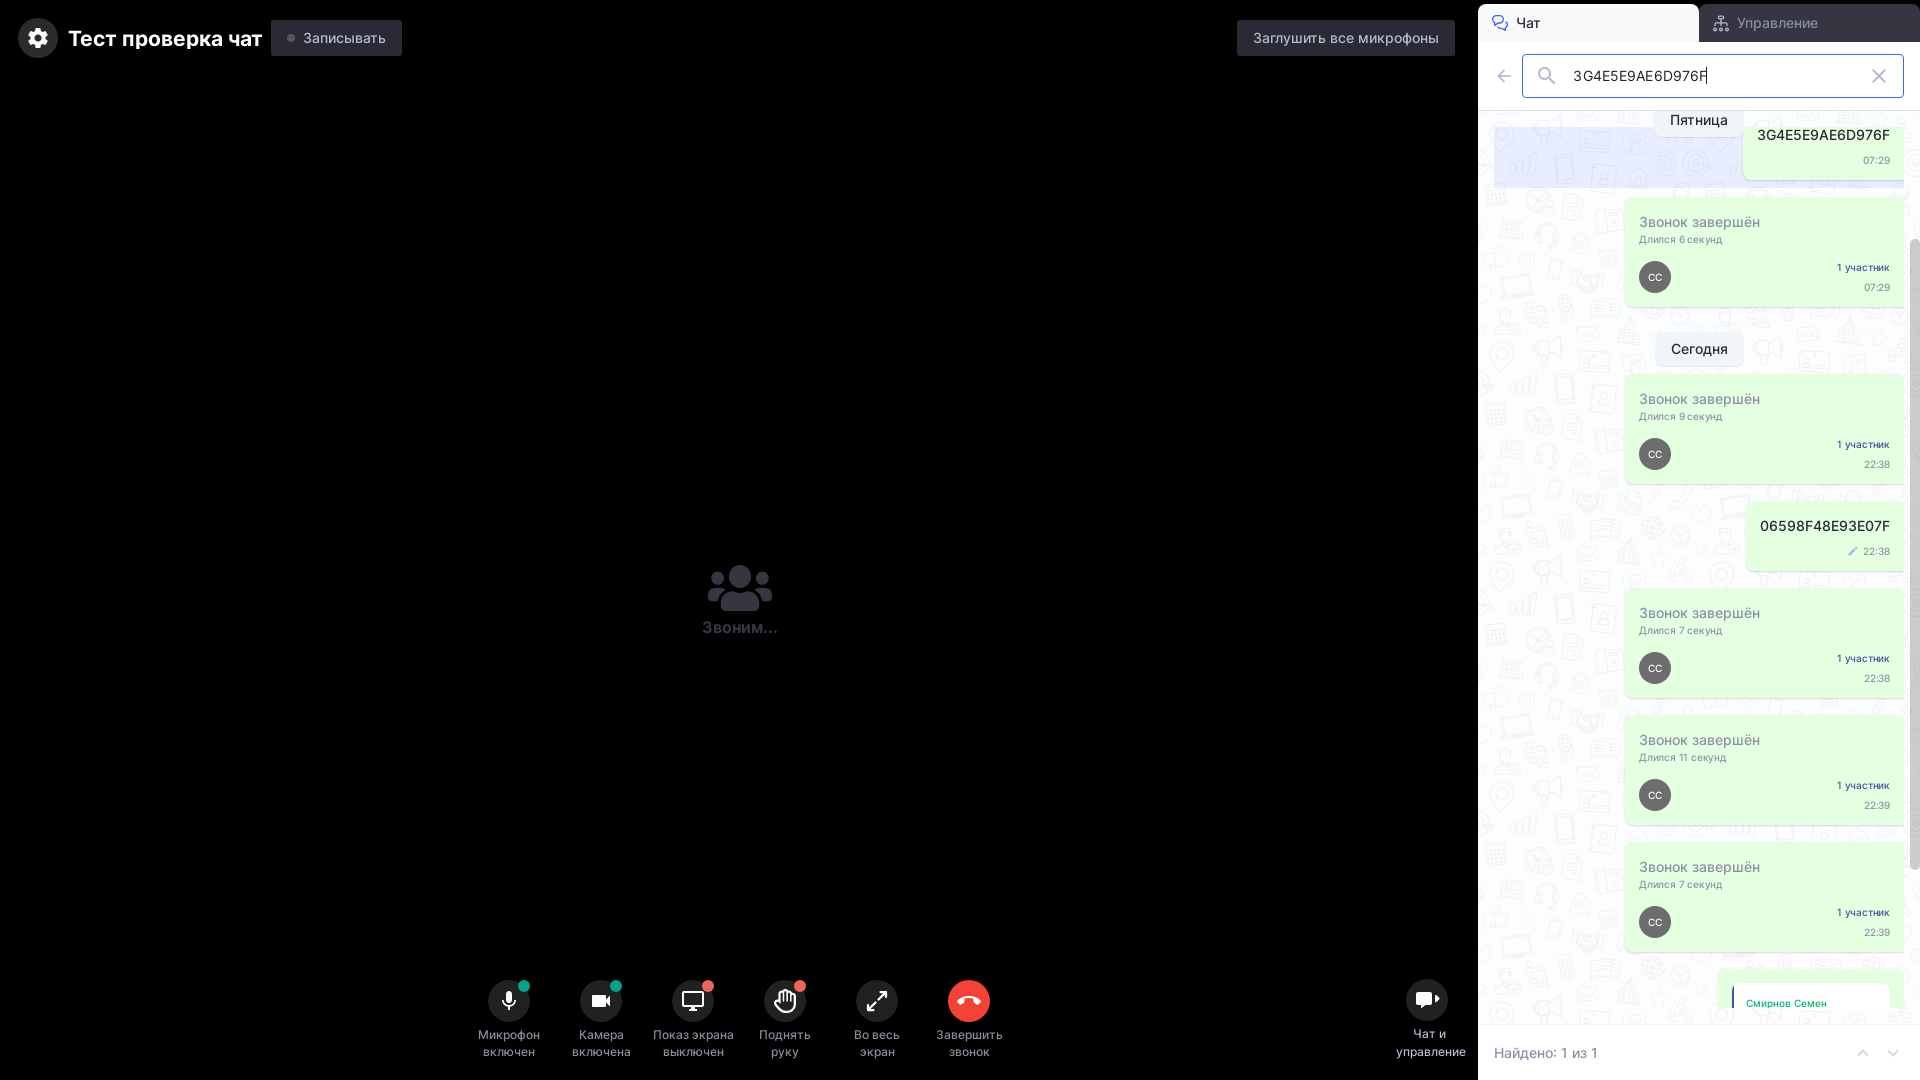 Тест проверка чат
Записывать
Заглушить все микрофоны
Чат
Управление
3G4E5E9AE6D976F
Пятница
3G4E5E9AE6D976F
07:29
Звонок завершён
Длился 6 секунд
СС
1 участник
07:29
Сегодня
Звонок завершён
Длился 9 секунд
СС
1 участник
22:38
06598F48E93E07F
22:38
Звонок завершён
Длился 7 секунд
СС
1 участник
22:38
Звонок завершён
Длился 11 секунд
СС
1 участник
22:39
Звонок завершён
Длился 7 секунд
СС
1 участник
22:39
Смирнов Семен
Найдено: 1 из 1
Звоним...
Микрофон
включен
Камера
включена
Показ экрана
выключен
Поднять
руку
Во весь
экран
Завершить
звонок
Чат и
управление